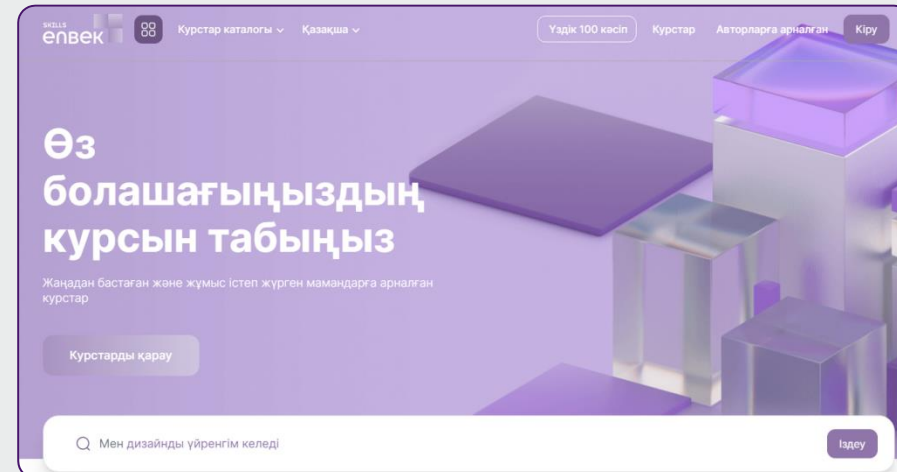 SKILLS
enbek
Курстар каталогы
Қазақша
Үздік 100 кәсіп
Курстар
Авторларға арналған
Кіру
Өз
болашағыңыздың
курсын табыңыз
Жаңадан бастаған және жұмыс істеп жүрген мамандарға арналған
курстар
Курстарды қарау
Мен дизайнды үйренгім келеді
Іздеу